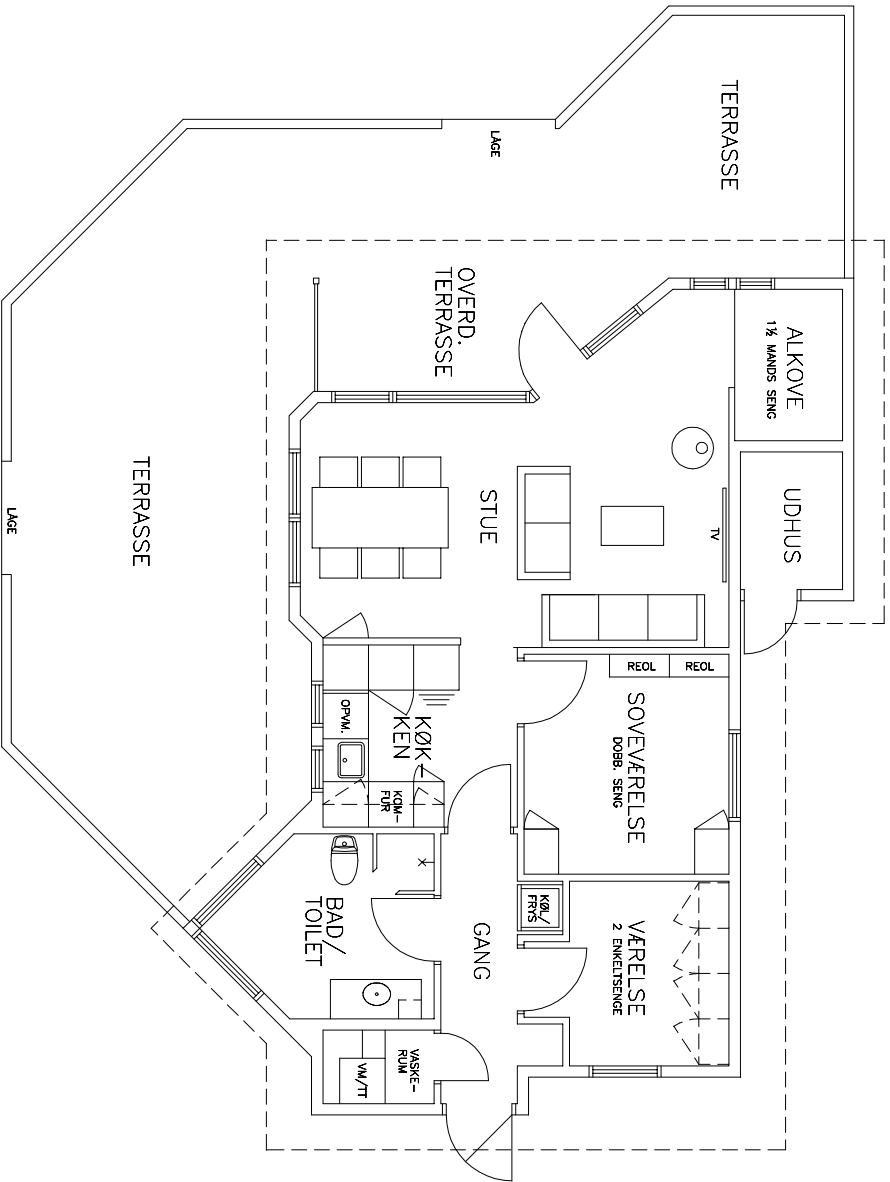 TERRASSE
LÅGE
OVERD.
TERRASSE
ALKOVE
1½ MANDS SENG
UDHUS
TV
STUE
TERRASSE
LÅGE
REOL
REOL
SOVEVÆRELSE
DOBB. SENG
KØK-
KEN
OPVM.
KOM-
FUR
KØL/
FRYS
VÆRELSE
2 ENKELTSENGE
GANG
BAD/
TOILET
VASKE-
RUM
VM/TT